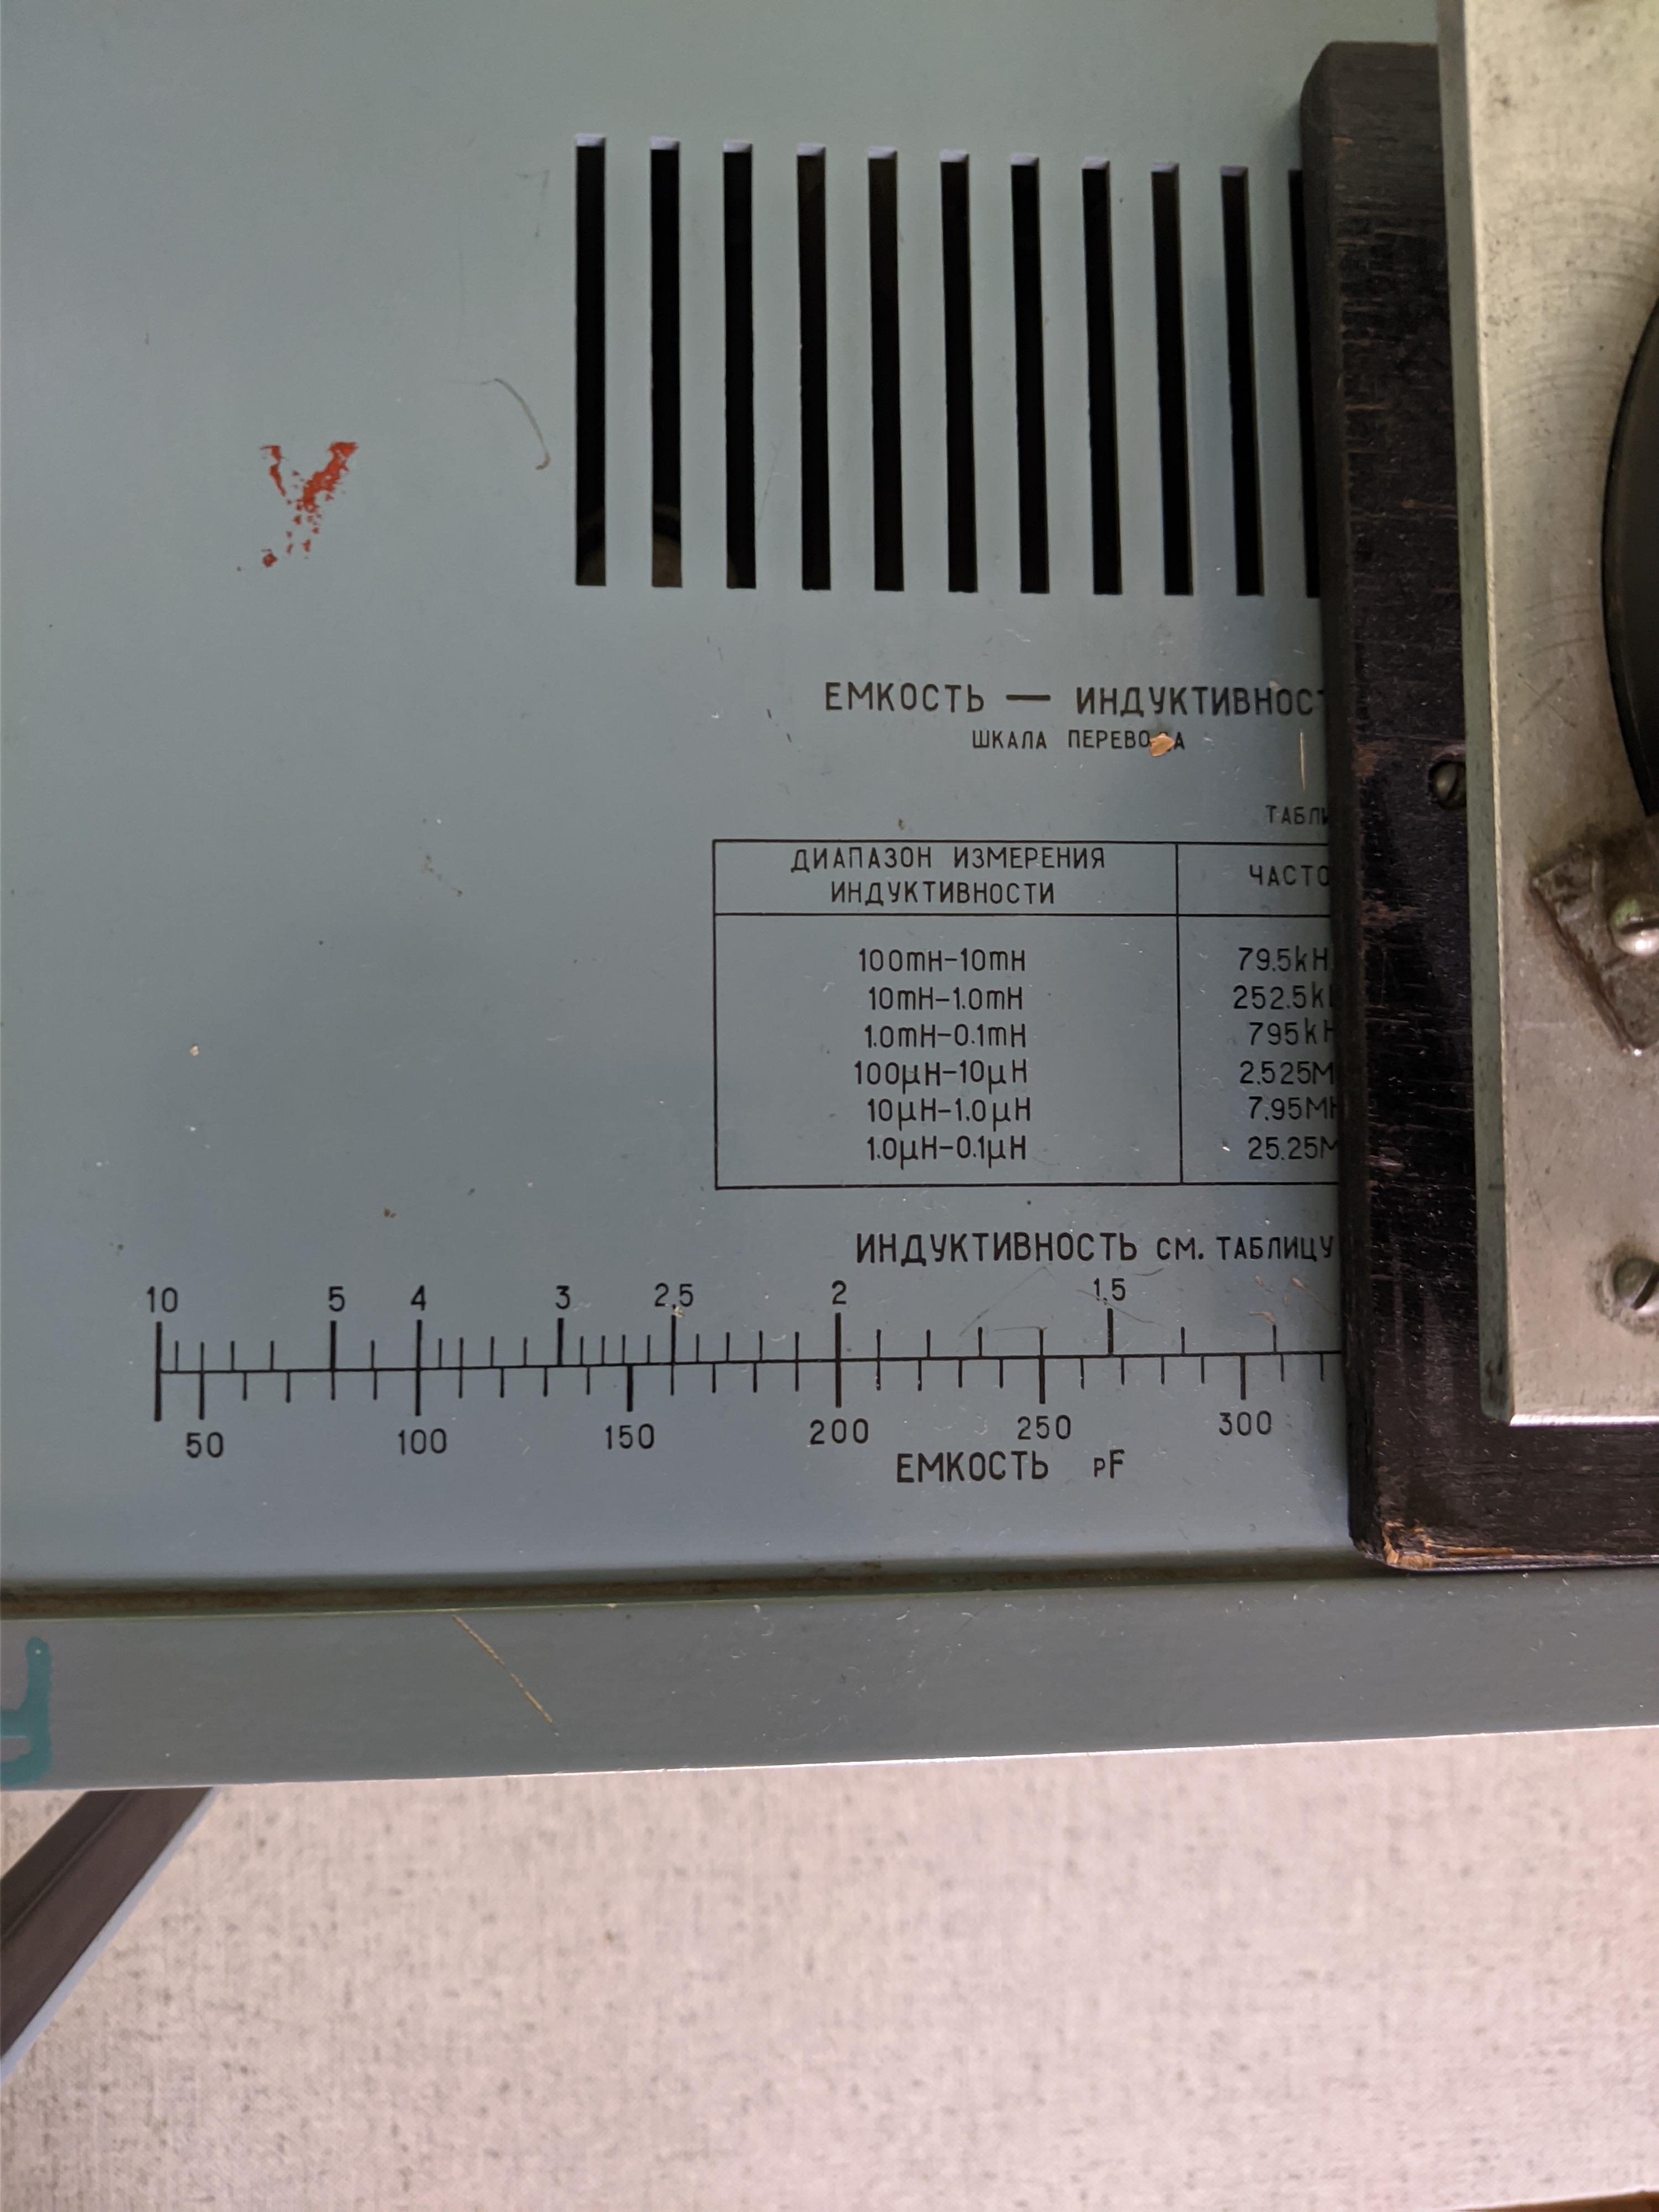 ЕМКОСТЬ — ИНДУКТИВНОСТ
ШКАЛА
ТАБЛИ
ДИАПАЗОН ИЗМЕРЕНИЯ
ИНДУКТИВНОСТИ
ЧАСТО
100mH-10mH 79.5kH
10mH-1.0mH 252.5k
1.0mH-0.1mH 795kH
100μH-10μH 2.525M
10μH-1.0μH 7.95MH
1.0μH-0.1μH 25.25M
ИНДУКТИВНОСТЬ СМ. ТАБЛИЦУ
10 5 4 3 2.5 2 1.5
50 100 150 200 250 300
ЕМКОСТЬ pF